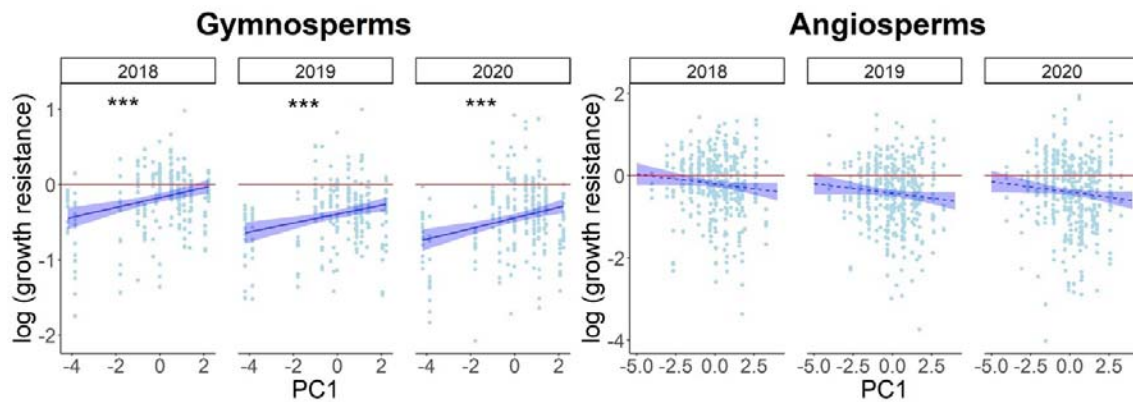 Gymnosperms Angiosperms
2018 2019 2020 2018 2019 2020
*** *** ***
log (growth resistance)
1
0
-1
-2
-4 -2 0 2 -4 -2 0 2 -4 -2 0 2
PC1
log (growth resistance)
2
0
-2
-4
-5.0 -2.5 0.0 2.5 -5.0 -2.5 0.0 2.5 -5.0 -2.5 0.0 2.5
PC1